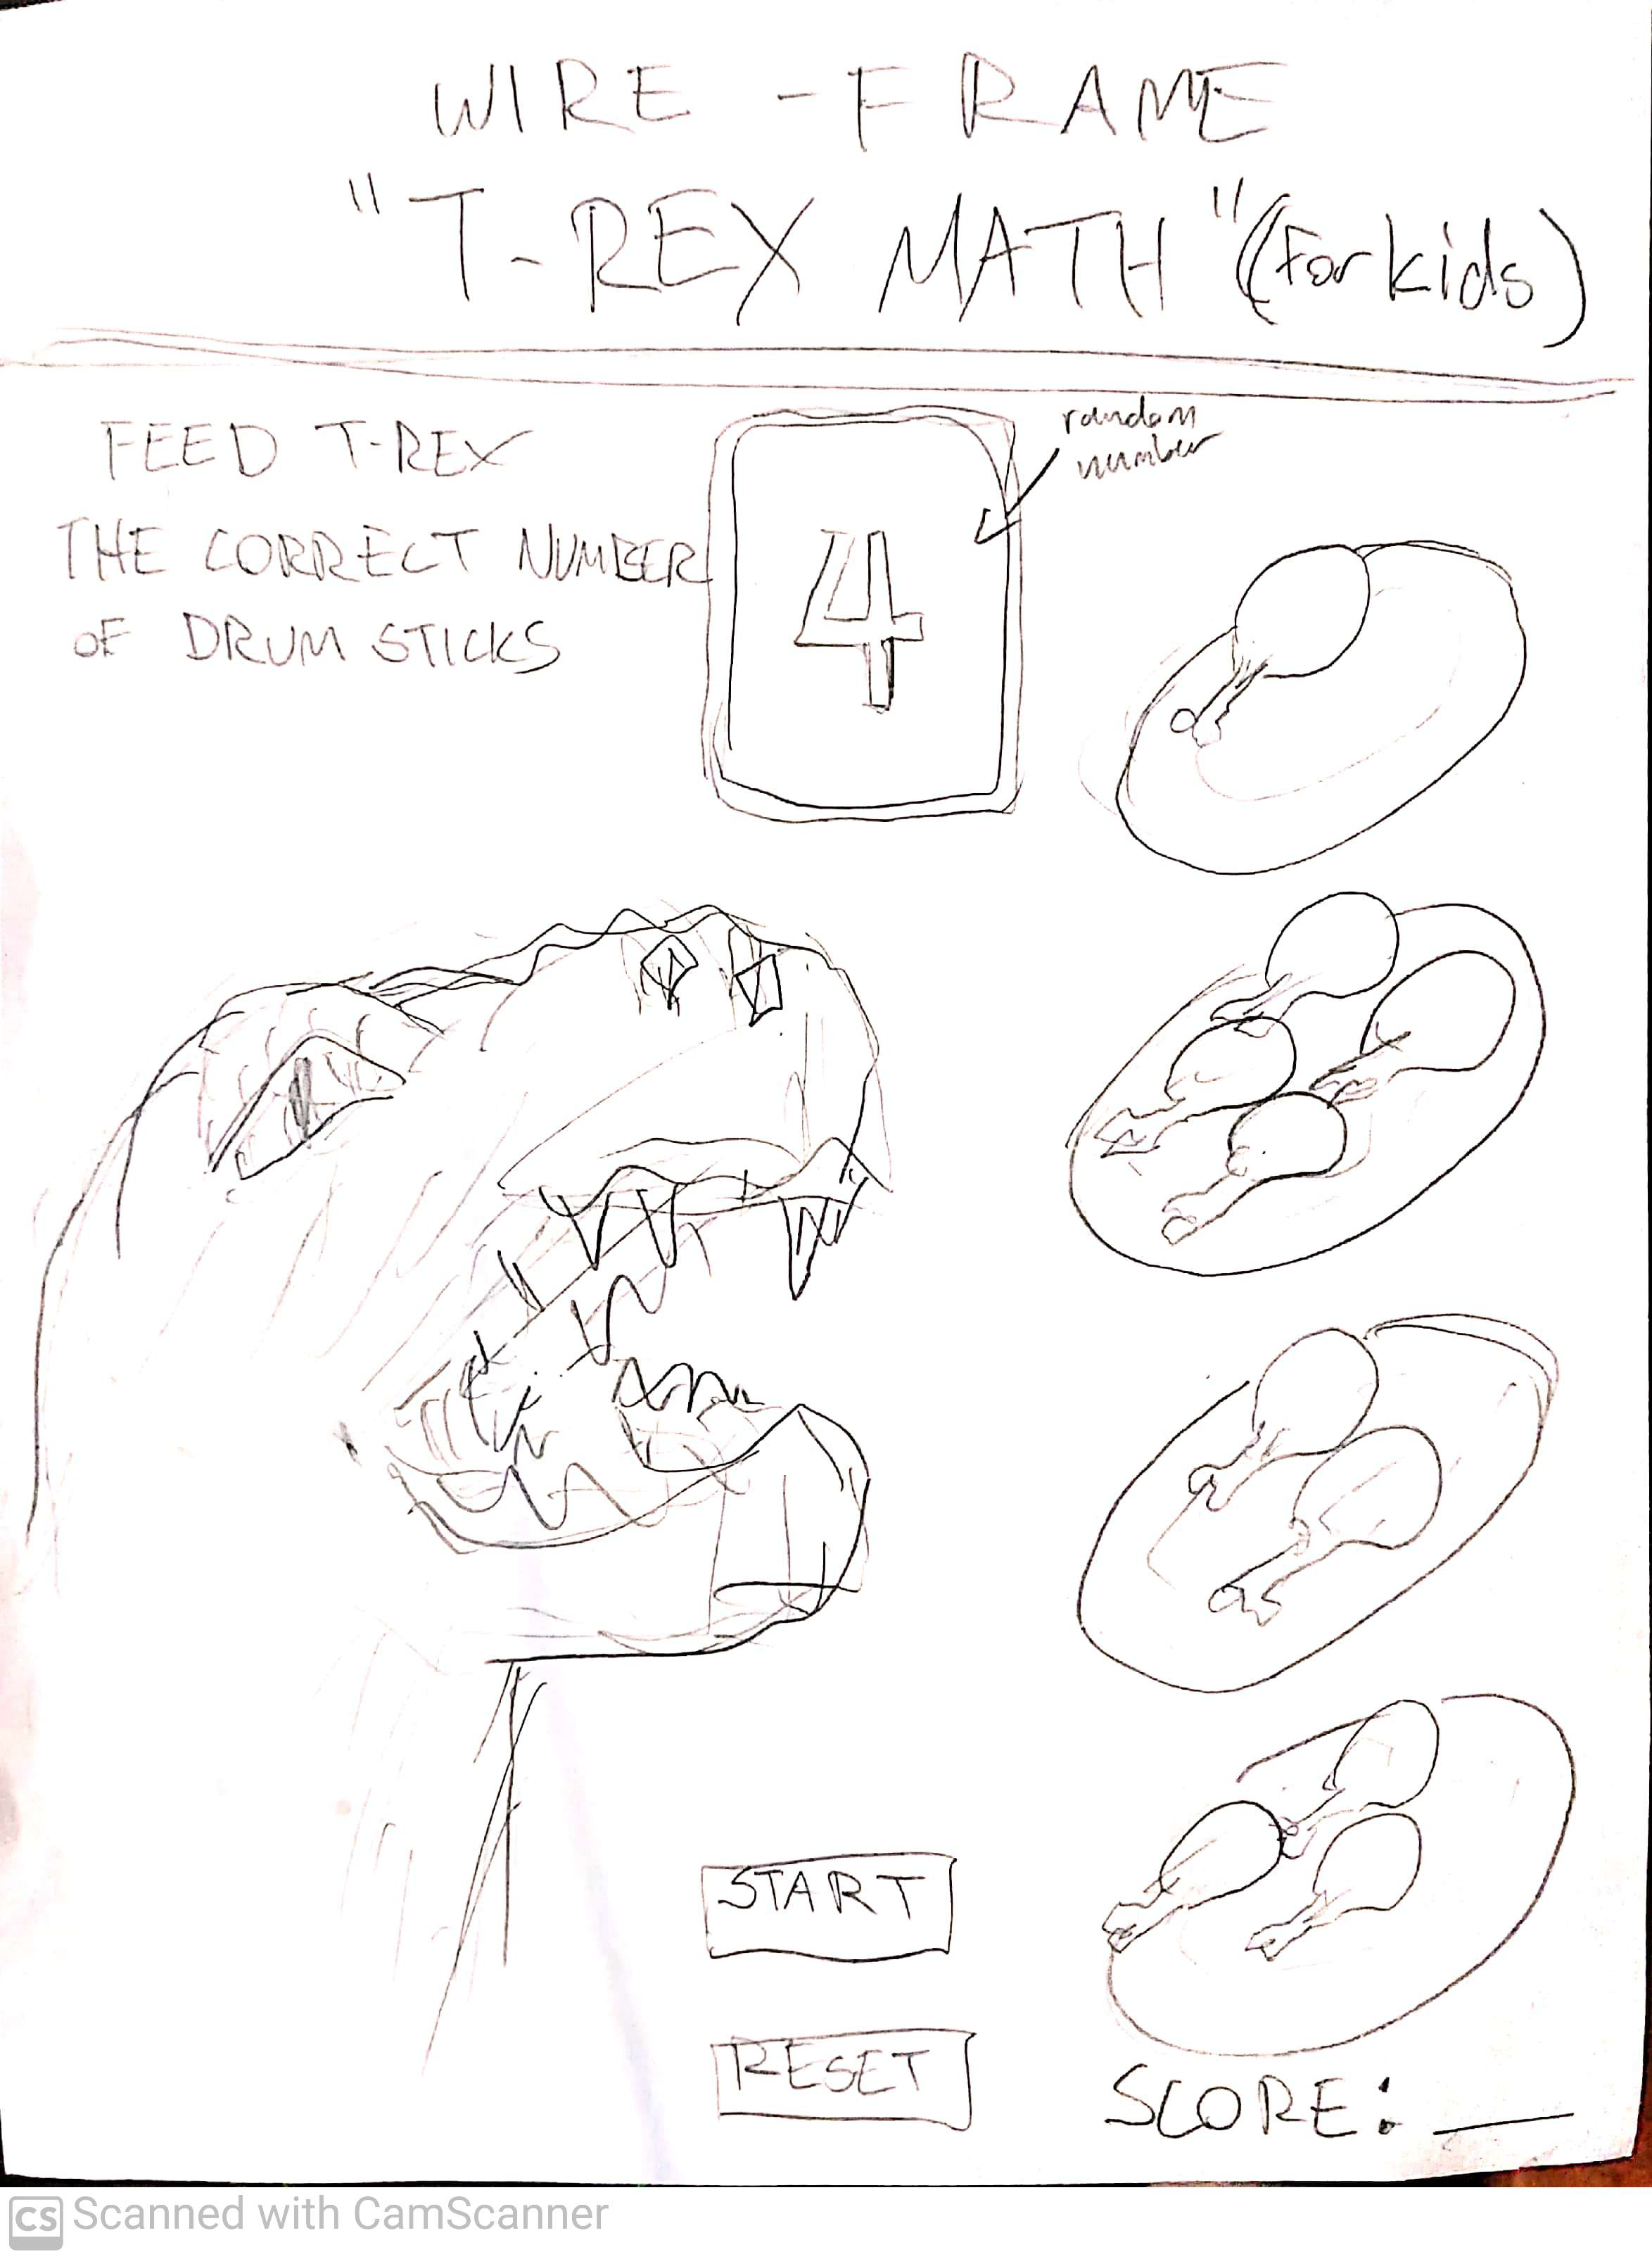 WIRE-FRAME
"T-REX MATH" (For kids)
FEED T-REX
THE CORRECT NUMBER
OF DRUM STICKS
random
number
4
START
RESET
SCORE: __
CS Scanned with CamScanner